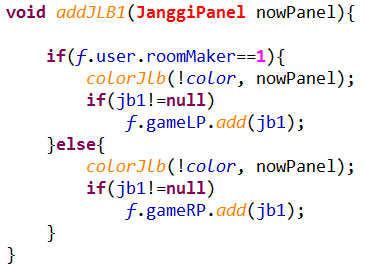 void addJLB1(JanggiPanel nowPanel){
if(f.user.roomMaker==1){
colorJlb(!color, nowPanel);
if(jb1!=null)
f.gameLP.add(jb1);
}else{
colorJlb(!color, nowPanel);
if(jb1!=null)
f.gameRP.add(jb1);
}
}